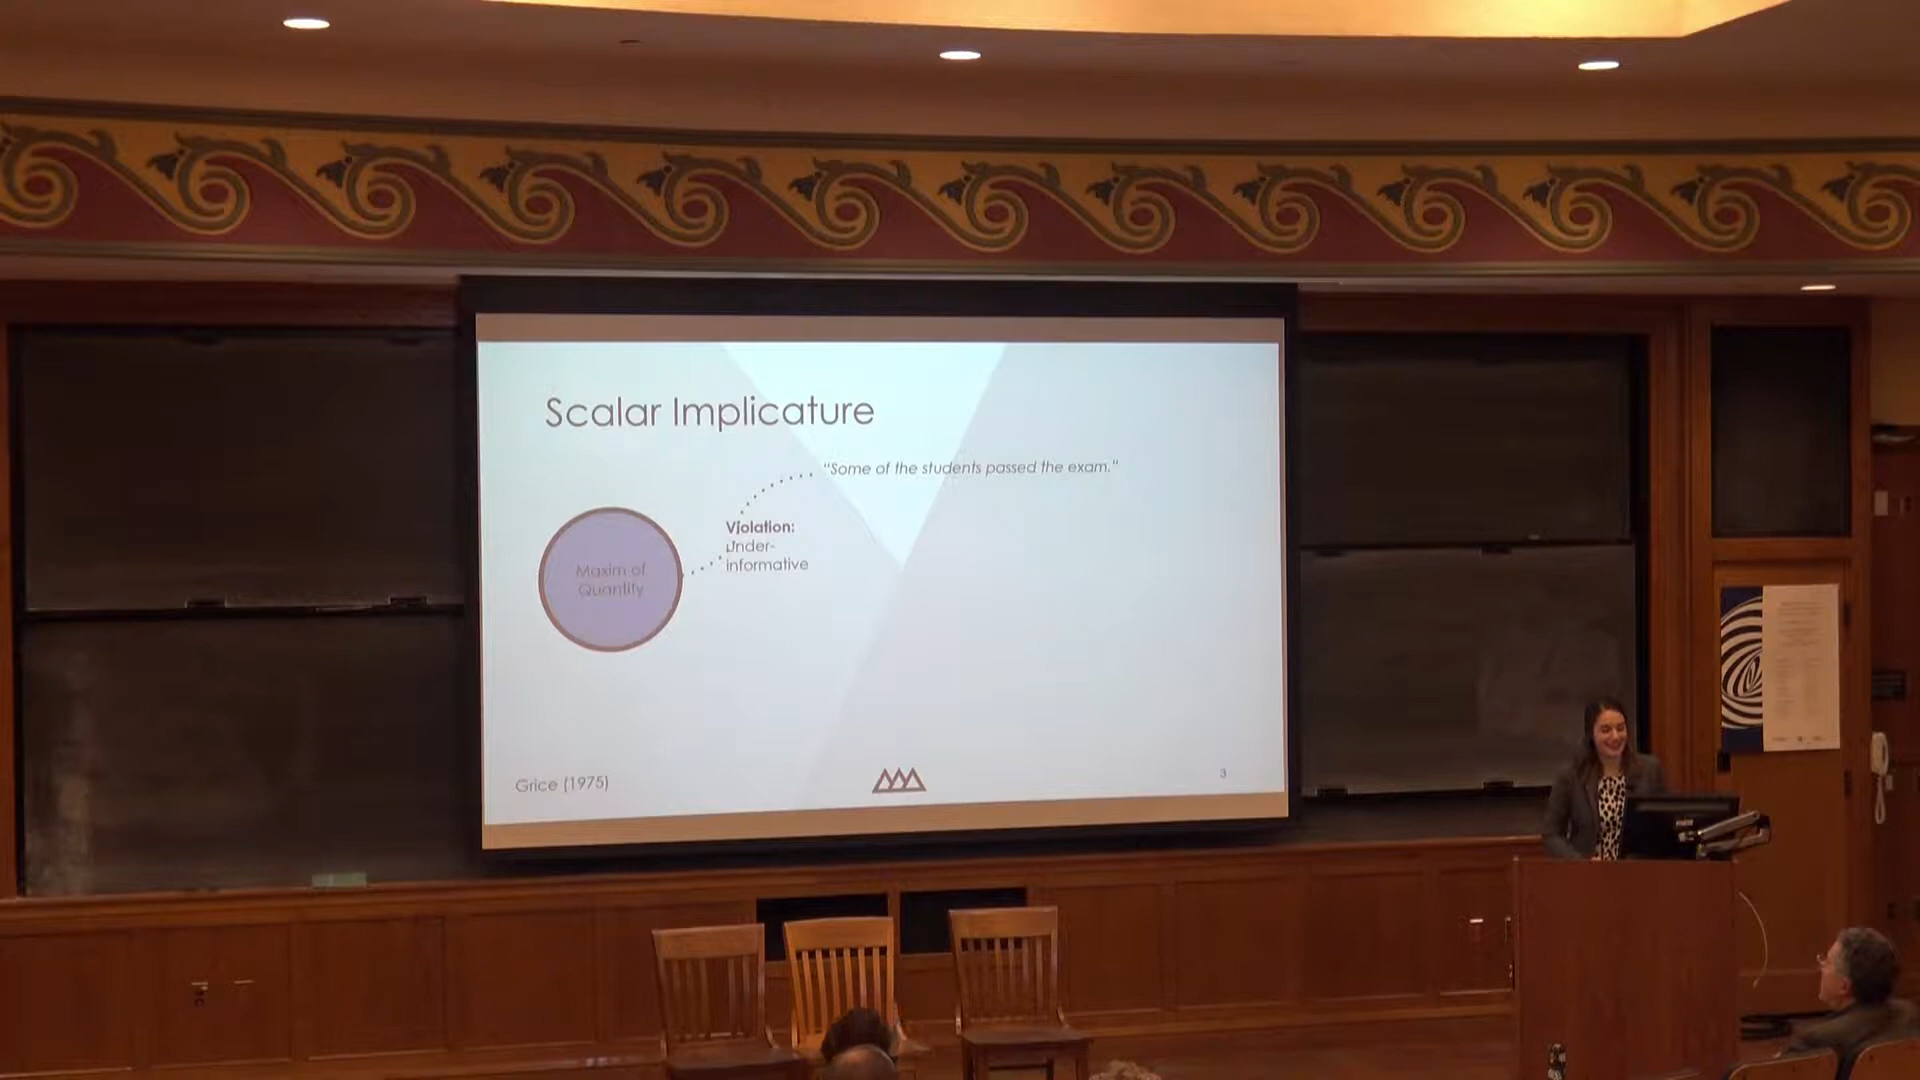 Scalar Implicature
"Some of the students passed the exam."
Violation:
Under-
informative
Maxim of
Quantity
Grice (1975)
3